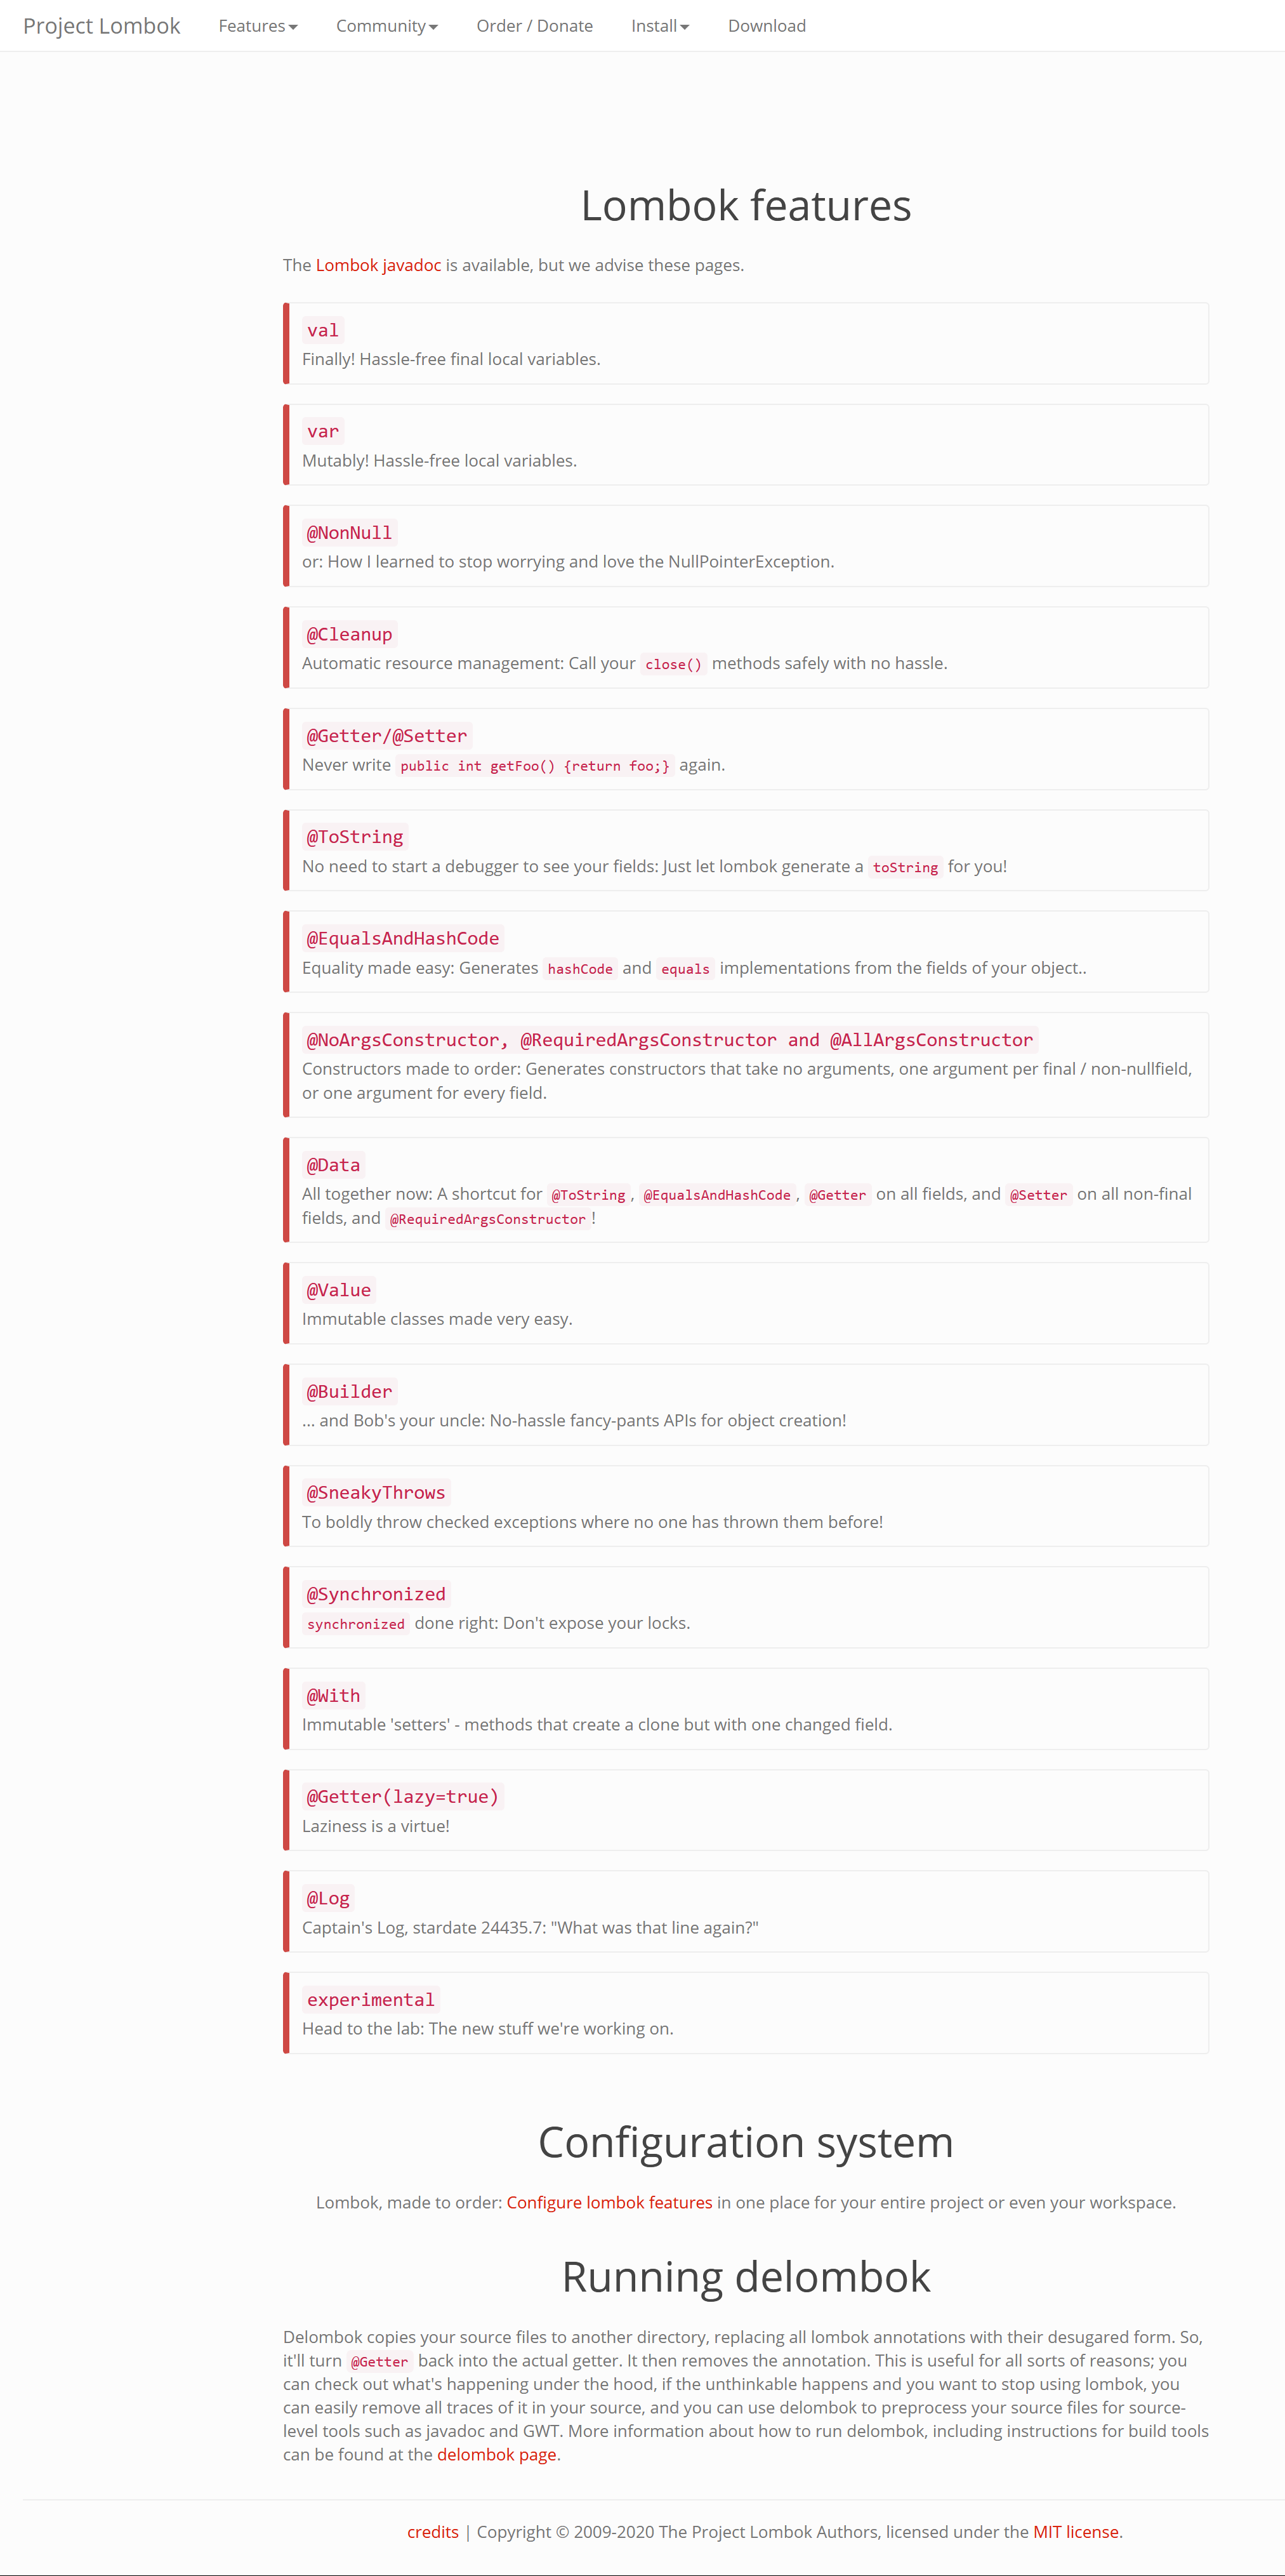 Project Lombok Features Community Order / Donate Install Download
Lombok features
The Lombok javadoc is available, but we advise these pages.
val
Finally! Hassle-free final local variables.
var
Mutably! Hassle-free local variables.
@NonNull
or: How I learned to stop worrying and love the NullPointerException.
@Cleanup
Automatic resource management: Call your close() methods safely with no hassle.
@Getter/@Setter
Never write public int getFoo() {return foo;} again.
@ToString
No need to start a debugger to see your fields: Just let lombok generate a toString for you!
@EqualsAndHashCode
Equality made easy: Generates hashCode and equals implementations from the fields of your object..
@NoArgsConstructor, @RequiredArgsConstructor and @AllArgsConstructor
Constructors made to order: Generates constructors that take no arguments, one argument per final / non-nullfield,
or one argument for every field.
@Data
All together now: A shortcut for @ToString, @EqualsAndHashCode, @Getter on all fields, and @Setter on all non-final
fields, and @RequiredArgsConstructor!
@Value
Immutable classes made very easy.
@Builder
... and Bob's your uncle: No-hassle fancy-pants APIs for object creation!
@SneakyThrows
To boldly throw checked exceptions where no one has thrown them before!
@Synchronized
synchronized done right: Don't expose your locks.
@With
Immutable 'setters' - methods that create a clone but with one changed field.
@Getter(lazy=true)
Laziness is a virtue!
@Log
Captain's Log, stardate 24435.7: "What was that line again?"
experimental
Head to the lab: The new stuff we're working on.
Configuration system
Lombok, made to order: Configure lombok features in one place for your entire project or even your workspace.
Running delombok
Delombok copies your source files to another directory, replacing all lombok annotations with their desugared form. So,
it'll turn @Getter back into the actual getter. It then removes the annotation. This is useful for all sorts of reasons; you
can check out what's happening under the hood, if the unthinkable happens and you want to stop using lombok, you
can easily remove all traces of it in your source, and you can use delombok to preprocess your source files for source-
level tools such as javadoc and GWT. More information about how to run delombok, including instructions for build tools
can be found at the delombok page.
credits | Copyright © 2009-2020 The Project Lombok Authors, licensed under the MIT license.